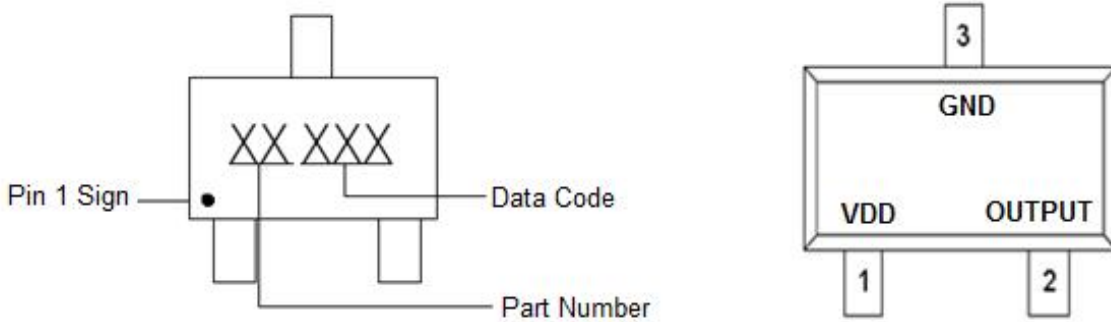 XX XXX
Pin 1 Sign
Data Code
Part Number
3
GND
VDD OUTPUT
1 2